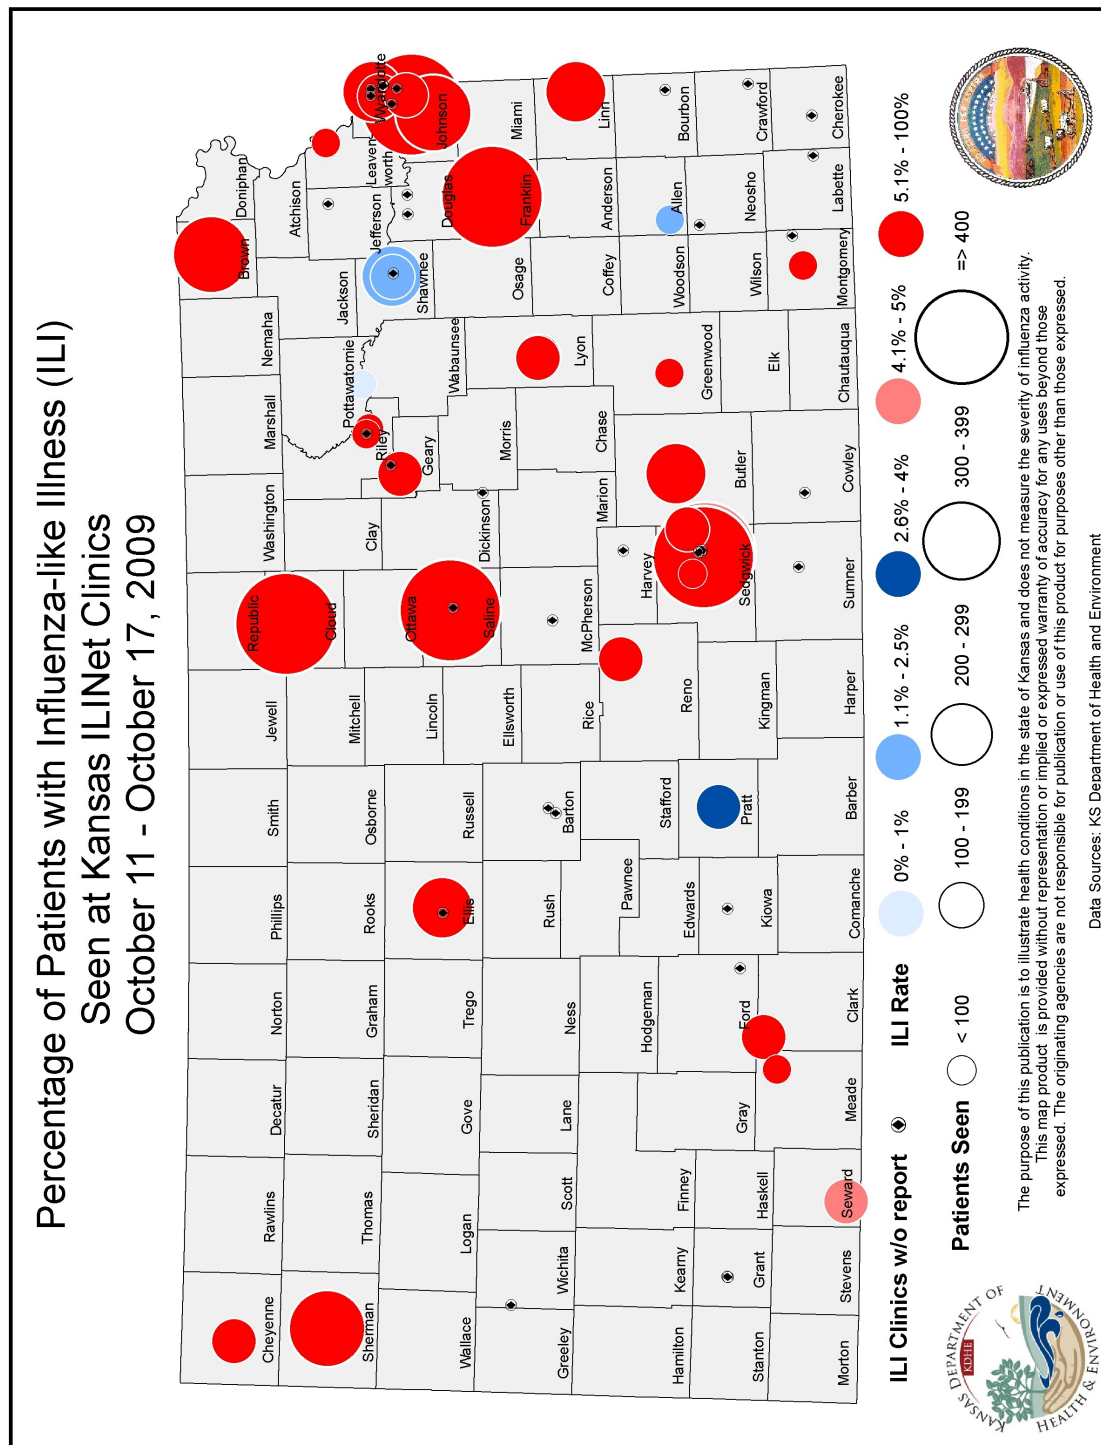 Percentage of Patients with Influenza-like Illness (ILI)
Seen at Kansas ILINet Clinics
October 11 - October 17, 2009
Cheyenne
Rawlins
Decatur
Norton
Phillips
Smith
Jewell
Republic
Washington
Marshall
Nemaha
Brown
Doniphan
Sherman
Thomas
Sheridan
Graham
Rooks
Osborne
Mitchell
Cloud
Clay
Riley
Pottawatomie
Jackson
Atchison
Jefferson
Leaven-
worth
Wyandotte
Wallace
Logan
Gove
Trego
Ellis
Russell
Lincoln
Ottawa
Saline
Dickinson
Geary
Wabaunsee
Shawnee
Douglas
Johnson
Greeley
Wichita
Scott
Lane
Ness
Rush
Barton
Ellsworth
Rice
McPherson
Marion
Morris
Chase
Lyon
Osage
Franklin
Miami
Hamilton
Kearny
Finney
Hodgeman
Pawnee
Edwards
Stafford
Reno
Harvey
Butler
Greenwood
Coffey
Woodson
Anderson
Allen
Linn
Bourbon
Stanton
Grant
Haskell
Gray
Ford
Kiowa
Pratt
Kingman
Sedgwick
Elk
Wilson
Neosho
Crawford
Morton
Stevens
Seward
Meade
Clark
Comanche
Barber
Harper
Sumner
Cowley
Chautauqua
Montgomery
Labette
Cherokee
ILI Clinics w/o report
ILI Rate
0% - 1%
1.1% - 2.5%
2.6% - 4%
4.1% - 5%
5.1% - 100%
Patients Seen
< 100
100 - 199
200 - 299
300 - 399
=> 400
The purpose of this publication is to illustrate health conditions in the state of Kansas and does not measure the severity of influenza activity.
This map product is provided without representation or implied or expressed warranty of accuracy for any uses beyond those
expressed. The originating agencies are not responsible for publication or use of this product for purposes other than those expressed.
Data Sources: KS Department of Health and Environment
KANSAS DEPARTMENT OF
KDHE
HEALTH & ENVIRONMENT